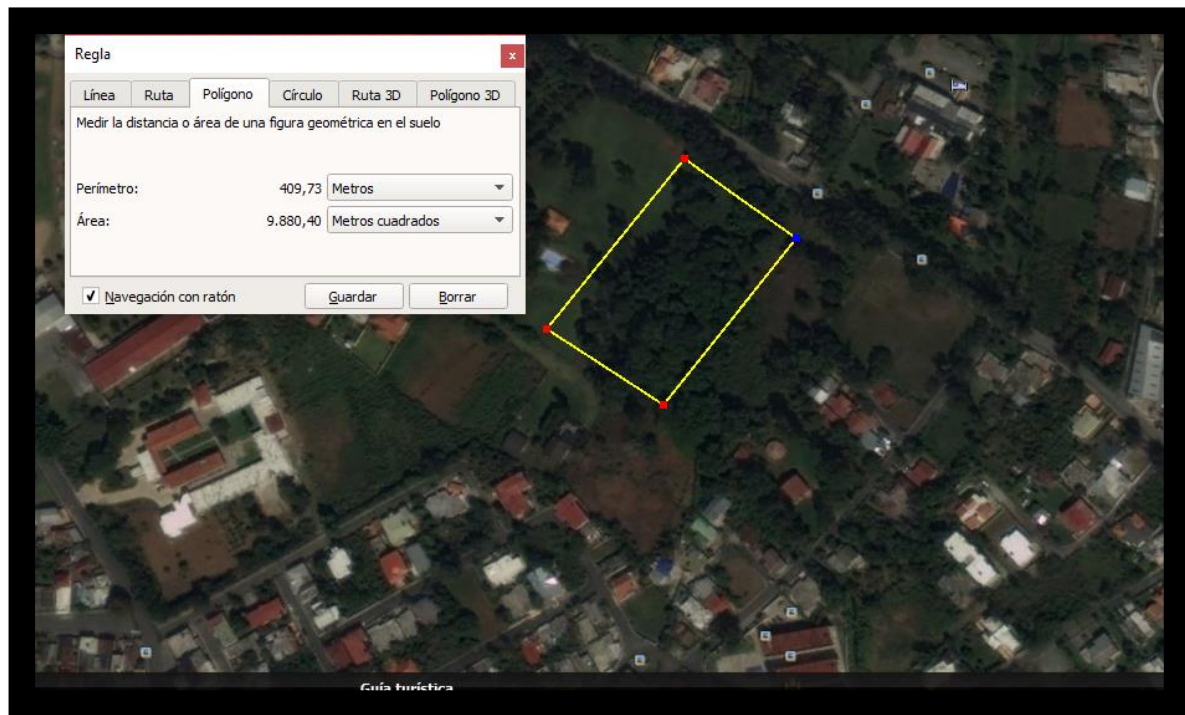 Regla
x
Línea Ruta Polígono Círculo Ruta 3D Polígono 3D
Medir la distancia o área de una figura geométrica en el suelo
Perímetro: 409,73 Metros
Área: 9.880,40 Metros cuadrados
Navegación con ratón Guardar Borrar
Guía turística